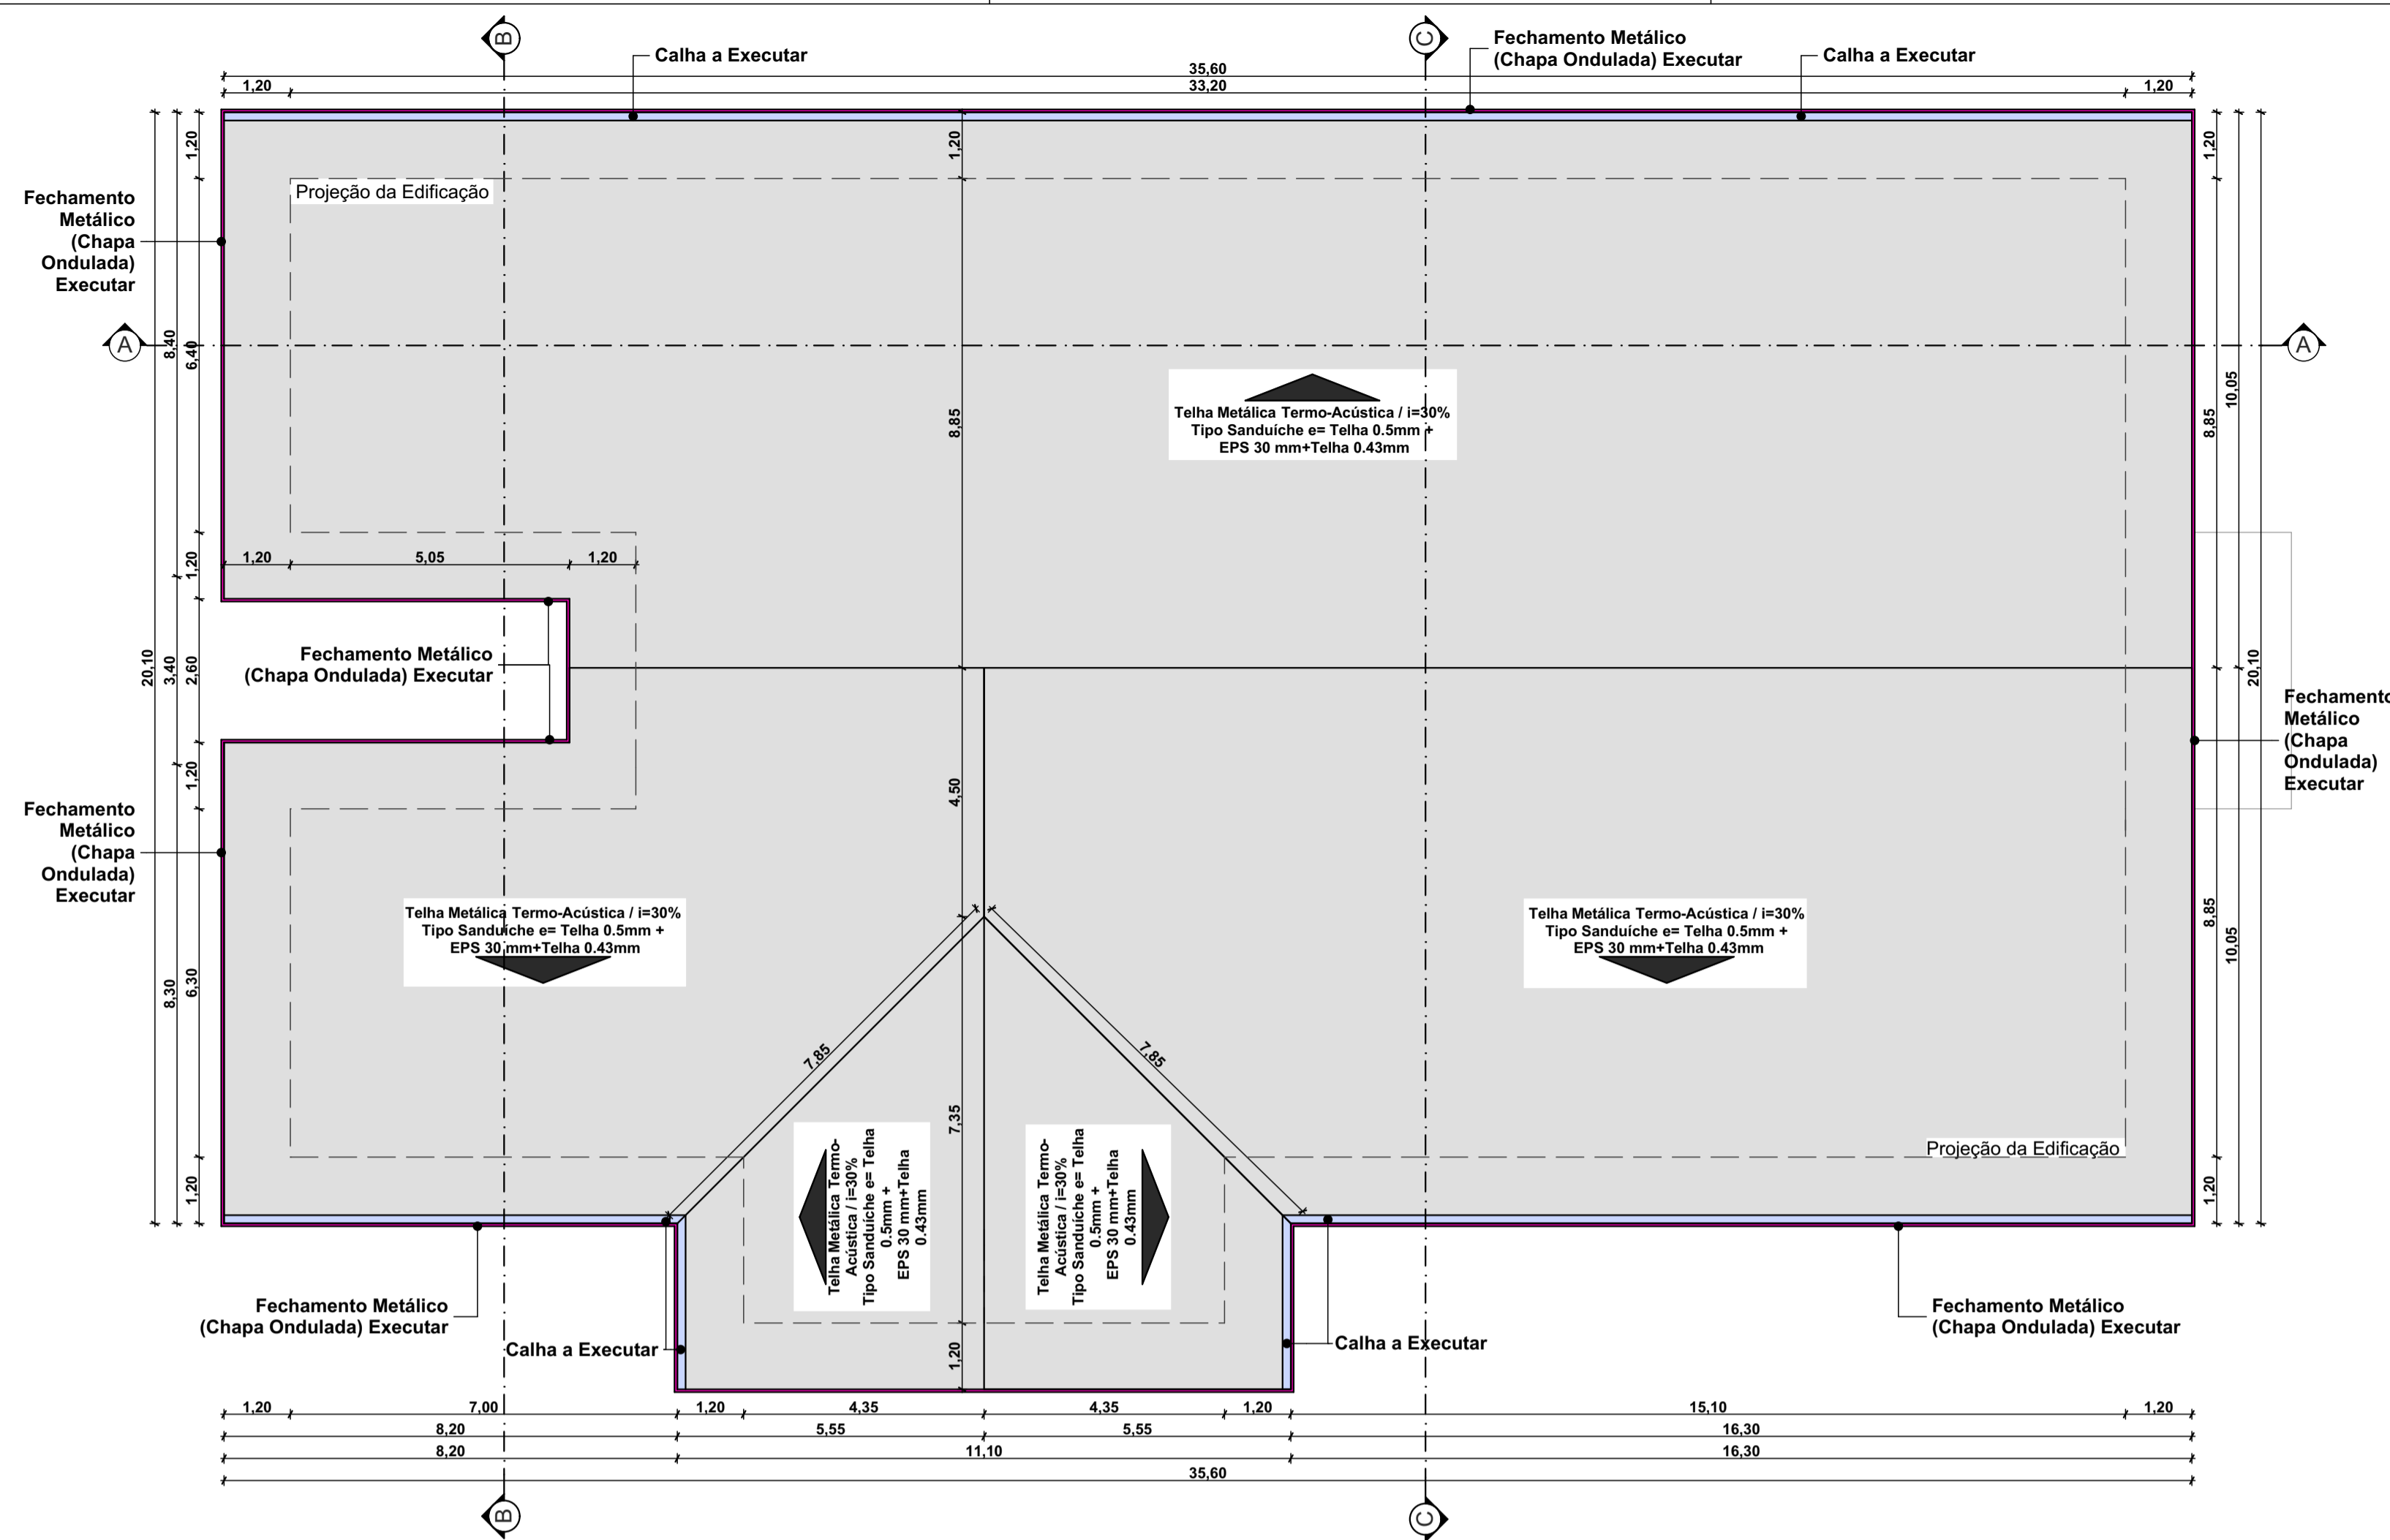 B
C
Calha a Executar
Fechamento Metálico
(Chapa Ondulada) Executar
Calha a Executar
35,60
1,20
33,20
1,20
1,20
1,20
1,20
Projeção da Edificação
Fechamento
Metálico
(Chapa
Ondulada)
Executar
A
A
8,40
6,40
8,85
8,85
10,05
Telha Metálica Termo-Acústica / i=30%
Tipo Sanduíche e= Telha 0.5mm +
EPS 30 mm+Telha 0.43mm
1,20
1,20
5,05
1,20
20,10
3,40
2,60
Fechamento Metálico
(Chapa Ondulada) Executar
20,10
Fechamento
Metálico
(Chapa
Ondulada)
Executar
1,20
4,50
Fechamento
Metálico
(Chapa
Ondulada)
Executar
Telha Metálica Termo-Acústica / i=30%
Tipo Sanduíche e= Telha 0.5mm +
EPS 30 mm+Telha 0.43mm
Telha Metálica Termo-Acústica / i=30%
Tipo Sanduíche e= Telha 0.5mm +
EPS 30 mm+Telha 0.43mm
8,85
10,05
8,30
6,30
7,85
7,85
7,35
Telha Metálica Termo-
Acústica / i=30%
Tipo Sanduíche e= Telha
0.5mm +
EPS 30 mm+Telha
0.43mm
Telha Metálica Termo-
Acústica / i=30%
Tipo Sanduíche e= Telha
0.5mm +
EPS 30 mm+Telha
0.43mm
Projeção da Edificação
1,20
1,20
Fechamento Metálico
(Chapa Ondulada) Executar
Calha a Executar
1,20
Calha a Executar
Fechamento Metálico
(Chapa Ondulada) Executar
1,20
7,00
1,20
4,35
4,35
1,20
15,10
1,20
8,20
5,55
5,55
16,30
8,20
11,10
16,30
35,60
B
C